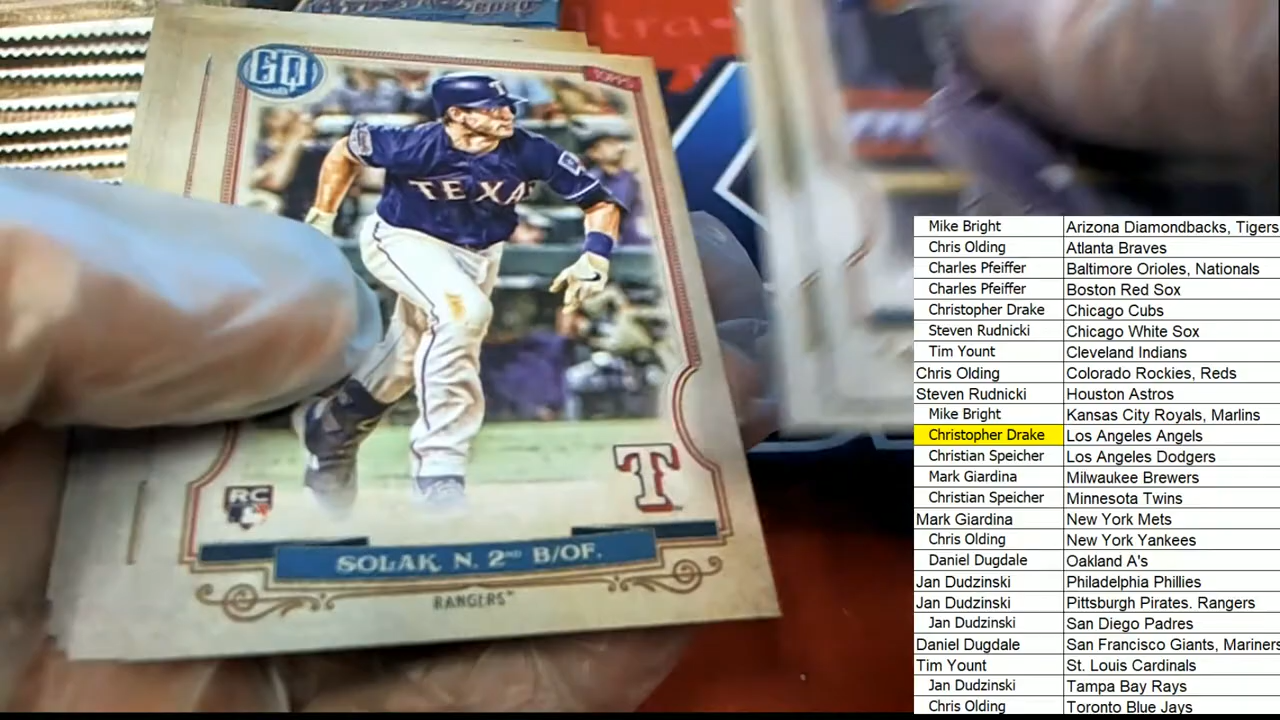 GQ
TOPPS
T
TEXA
RC
T
SOLAK N. 2ND B/OF.
RANGERS
Mike Bright Arizona Diamondbacks, Tigers
Chris Olding Atlanta Braves
Charles Pfeiffer Baltimore Orioles, Nationals
Charles Pfeiffer Boston Red Sox
Christopher Drake Chicago Cubs
Steven Rudnicki Chicago White Sox
Tim Yount Cleveland Indians
Chris Olding Colorado Rockies, Reds
Steven Rudnicki Houston Astros
Mike Bright Kansas City Royals, Marlins
Christopher Drake Los Angeles Angels
Christian Speicher Los Angeles Dodgers
Mark Giardina Milwaukee Brewers
Christian Speicher Minnesota Twins
Mark Giardina New York Mets
Chris Olding New York Yankees
Daniel Dugdale Oakland A's
Jan Dudzinski Philadelphia Phillies
Jan Dudzinski Pittsburgh Pirates. Rangers
Jan Dudzinski San Diego Padres
Daniel Dugdale San Francisco Giants, Mariners
Tim Yount St. Louis Cardinals
Jan Dudzinski Tampa Bay Rays
Chris Olding Toronto Blue Jays